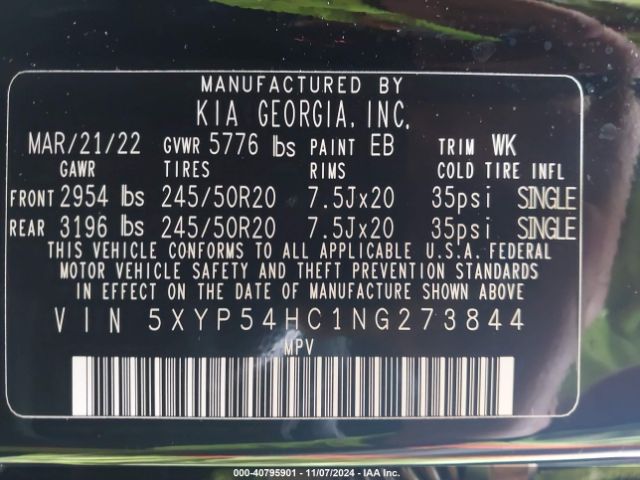 MANUFACTURED BY
KIA GEORGIA, INC.
MAR/21/22 GVWR 5776 lbs PAINT EB TRIM WK
GAWR TIRES RIMS COLD TIRE INFL
FRONT 2954 lbs 245/50R20 7.5Jx20 35psi SINGLE
REAR 3196 lbs 245/50R20 7.5Jx20 35psi SINGLE
THIS VEHICLE CONFORMS TO ALL APPLICABLE U.S.A. FEDERAL
MOTOR VEHICLE SAFETY AND THEFT PREVENTION STANDARDS
IN EFFECT ON THE DATE OF MANUFACTURE SHOWN ABOVE
VIN 5XYP54HC1NG273844
MPV
000-40795901 - 11/07/2024 - IAA Inc.